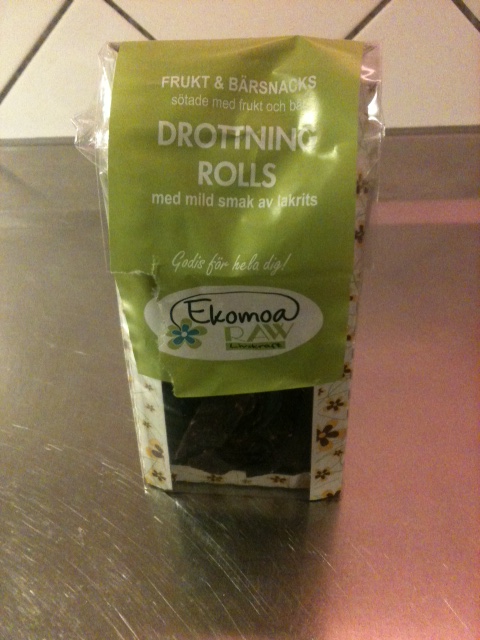 FRUKT & BÄRSNACKS
sötade med frukt och bär
DROTTNING
ROLLS
med mild smak av lakrits
Godis för hela dig!
Ekomoa
RAW